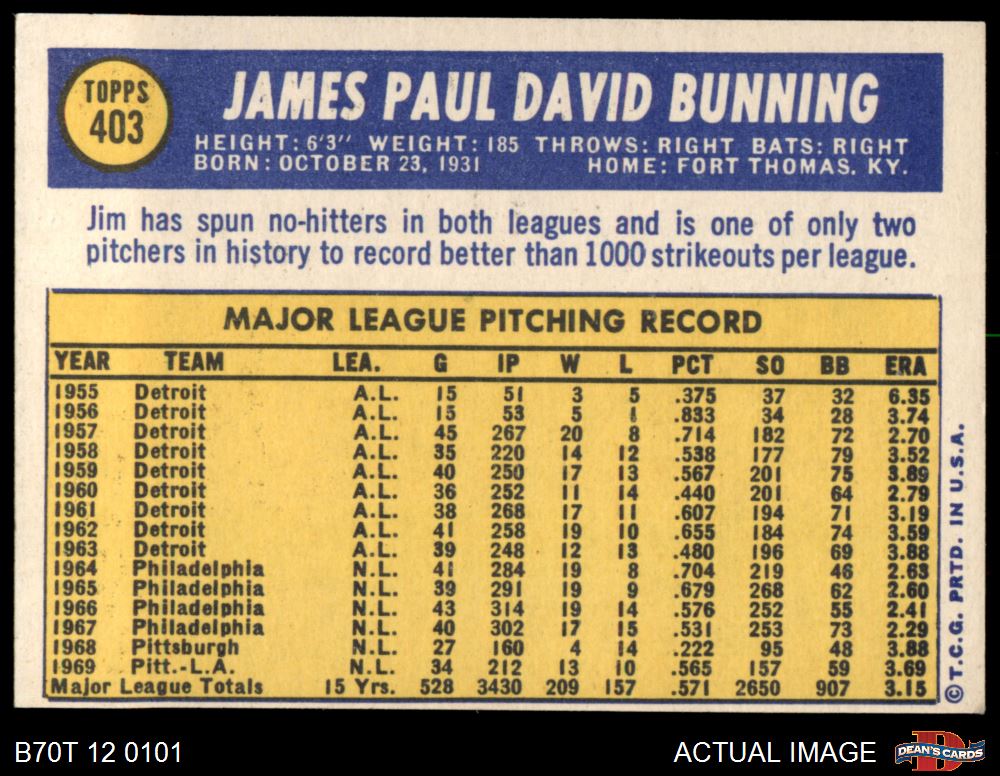 TOPPS
403
JAMES PAUL DAVID BUNNING
HEIGHT: 6'3" WEIGHT: 185 THROWS: RIGHT BATS: RIGHT
BORN: OCTOBER 23, 1931 HOME: FORT THOMAS, KY.
Jim has spun no-hitters in both leagues and is one of only two
pitchers in history to record better than 1000 strikeouts per league.
MAJOR LEAGUE PITCHING RECORD
YEAR TEAM LEA. G IP W L PCT SO BB ERA
1955 Detroit A.L. 15 51 3 5 .375 37 32 6.35
1956 Detroit A.L. 15 53 5 1 .833 34 28 3.74
1957 Detroit A.L. 45 267 20 8 .714 182 72 2.70
1958 Detroit A.L. 35 220 14 12 .538 177 79 3.52
1959 Detroit A.L. 40 250 17 13 .567 201 75 3.89
1960 Detroit A.L. 36 252 11 14 .440 201 64 2.79
1961 Detroit A.L. 38 268 17 11 .607 194 71 3.19
1962 Detroit A.L. 41 258 19 10 .655 184 74 3.59
1963 Detroit A.L. 39 248 12 13 .480 196 69 3.88
1964 Philadelphia N.L. 41 284 19 8 .704 219 46 2.63
1965 Philadelphia N.L. 39 291 19 9 .679 268 62 2.60
1966 Philadelphia N.L. 43 314 19 14 .576 252 55 2.41
1967 Philadelphia N.L. 40 302 17 15 .531 253 73 2.29
1968 Pittsburgh N.L. 27 160 4 14 .222 95 48 3.88
1969 Pitt.-L.A. N.L. 34 212 13 10 .565 157 59 3.69
Major League Totals 15 Yrs. 528 3430 209 157 .571 2650 907 3.15
© T.C.G. PRTD. IN U.S.A.
B70T 12 0101
ACTUAL IMAGE
DEAN'S CARDS